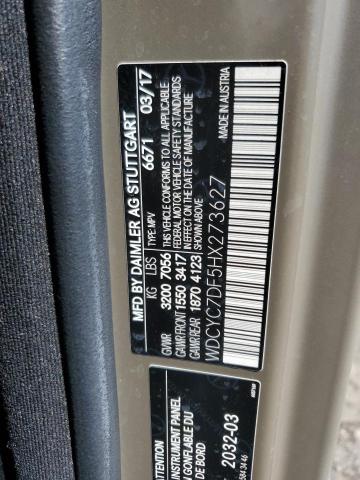 MFD BY DAIMLER AG STUTTGART
6671 03/17
KG LBS TYPE: MPV
GVWR 3200 7056
GAWR FRONT 1550 3417
GAWR REAR 1870 4123
THIS VEHICLE CONFORMS TO ALL APPLICABLE
FEDERAL MOTOR VEHICLE SAFETY STANDARDS
IN EFFECT ON THE DATE OF MANUFACTURE
SHOWN ABOVE
WDCYC7DF5HX273627
MADE IN AUSTRIA
INSTRUMENT PANEL
GONFLABLE DU
DE BORD
2032-03